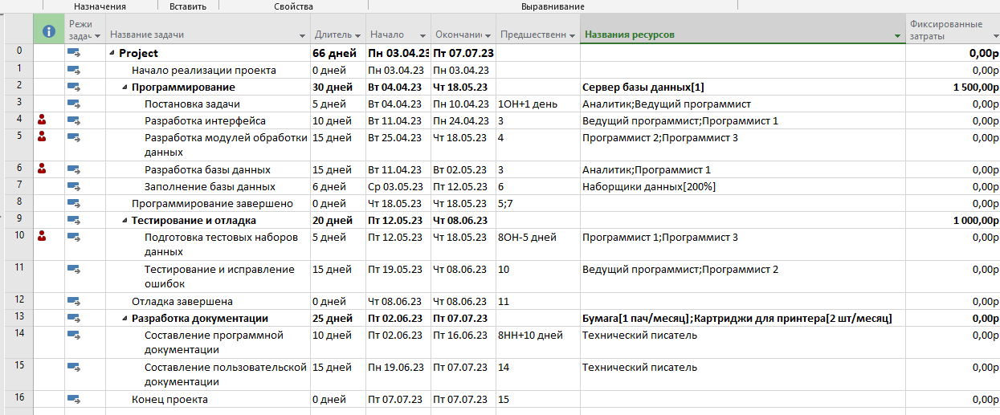 Назначения Вставить Свойства Выравнивание
Режи
задач
Название задачи Длитель Начало Окончани Предшественн Названия ресурсов
Фиксированные
затраты
0 Project 66 дней Пн 03.04.23 Пт 07.07.23 0,00р
1 Начало реализации проекта 0 дней Пн 03.04.23 Пн 03.04.23 0,00р
2 Программирование 30 дней Вт 04.04.23 Чт 18.05.23 Сервер базы данных[1] 1 500,00р
3 Постановка задачи 5 дней Вт 04.04.23 Пн 10.04.23 1ОН+1 день Аналитик;Ведущий программист 0,00р
4 Разработка интерфейса 10 дней Вт 11.04.23 Пн 24.04.23 3 Ведущий программист;Программист 1 0,00р
5 Разработка модулей обработки 15 дней Вт 25.04.23 Чт 18.05.23 4 Программист 2;Программист 3 0,00р
данных
6 Разработка базы данных 15 дней Вт 11.04.23 Вт 02.05.23 3 Аналитик;Программист 1 0,00р
7 Заполнение базы данных 6 дней Ср 03.05.23 Пт 12.05.23 6 Наборщики данных[200%] 0,00р
8 Программирование завершено 0 дней Чт 18.05.23 Чт 18.05.23 5;7 0,00р
9 Тестирование и отладка 20 дней Пт 12.05.23 Чт 08.06.23 1 000,00р
10 Подготовка тестовых наборов 5 дней Пт 12.05.23 Чт 18.05.23 8ОН-5 дней Программист 1;Программист 3 0,00р
данных
11 Тестирование и исправление 15 дней Пт 19.05.23 Чт 08.06.23 10 Ведущий программист;Программист 2 0,00р
ошибок
12 Отладка завершена 0 дней Чт 08.06.23 Чт 08.06.23 11 0,00р
13 Разработка документации 25 дней Пт 02.06.23 Пт 07.07.23 Бумага[1 пач/месяц];Картриджи для принтера[2 шт/месяц] 0,00р
14 Составление программной 10 дней Пт 02.06.23 Пт 16.06.23 8НН+10 дней Технический писатель 0,00р
документации
15 Составление пользовательской 15 дней Пн 19.06.23 Пт 07.07.23 14 Технический писатель 0,00р
документации
16 Конец проекта 0 дней Пт 07.07.23 Пт 07.07.23 15 0,00р